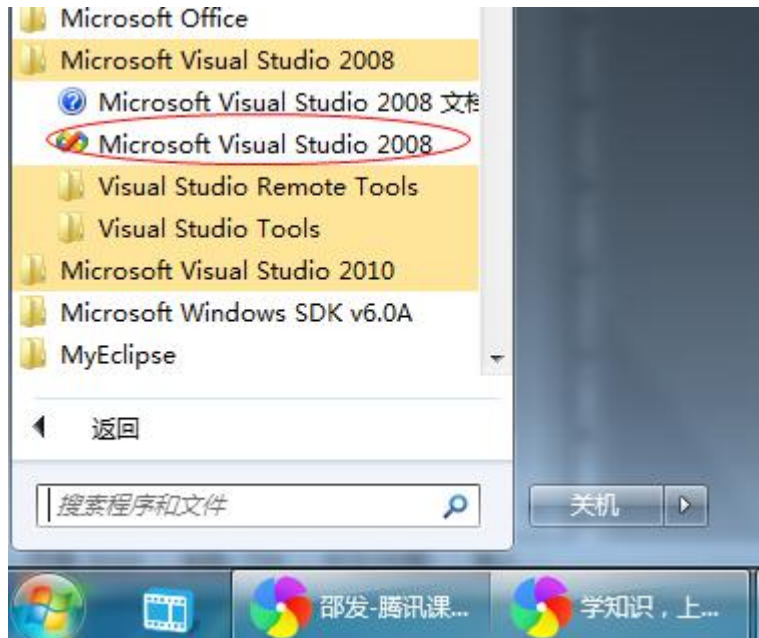 Microsoft Office
Microsoft Visual Studio 2008
Microsoft Visual Studio 2008 文档
Microsoft Visual Studio 2008
Visual Studio Remote Tools
Visual Studio Tools
Microsoft Visual Studio 2010
Microsoft Windows SDK v6.0A
MyEclipse
返回
搜索程序和文件
关机
邵发-腾讯课...
学知识，上...